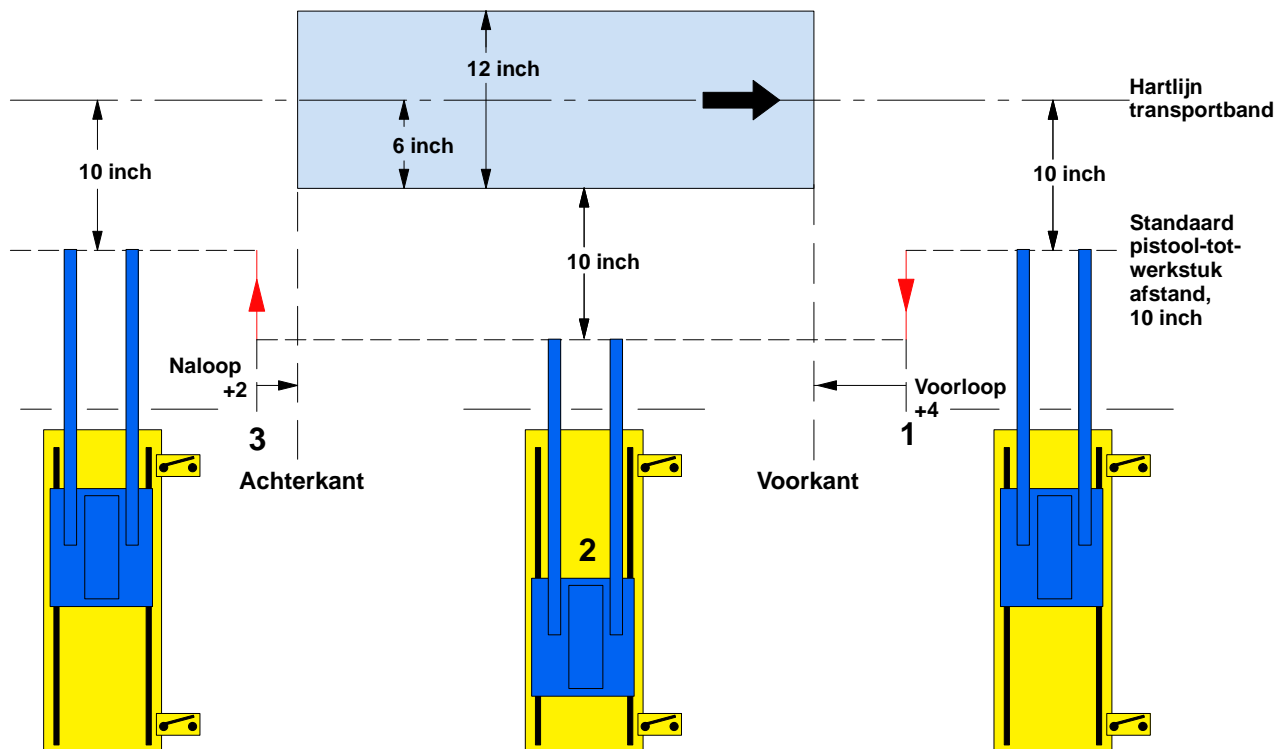 12 inch
Hartlijn
transportband
6 inch
10 inch
10 inch
10 inch
Standaard
pistool-tot-
werkstuk
afstand,
10 inch
Naloop
+2
Voorloop
+4
3
1
Achterkant
Voorkant
2